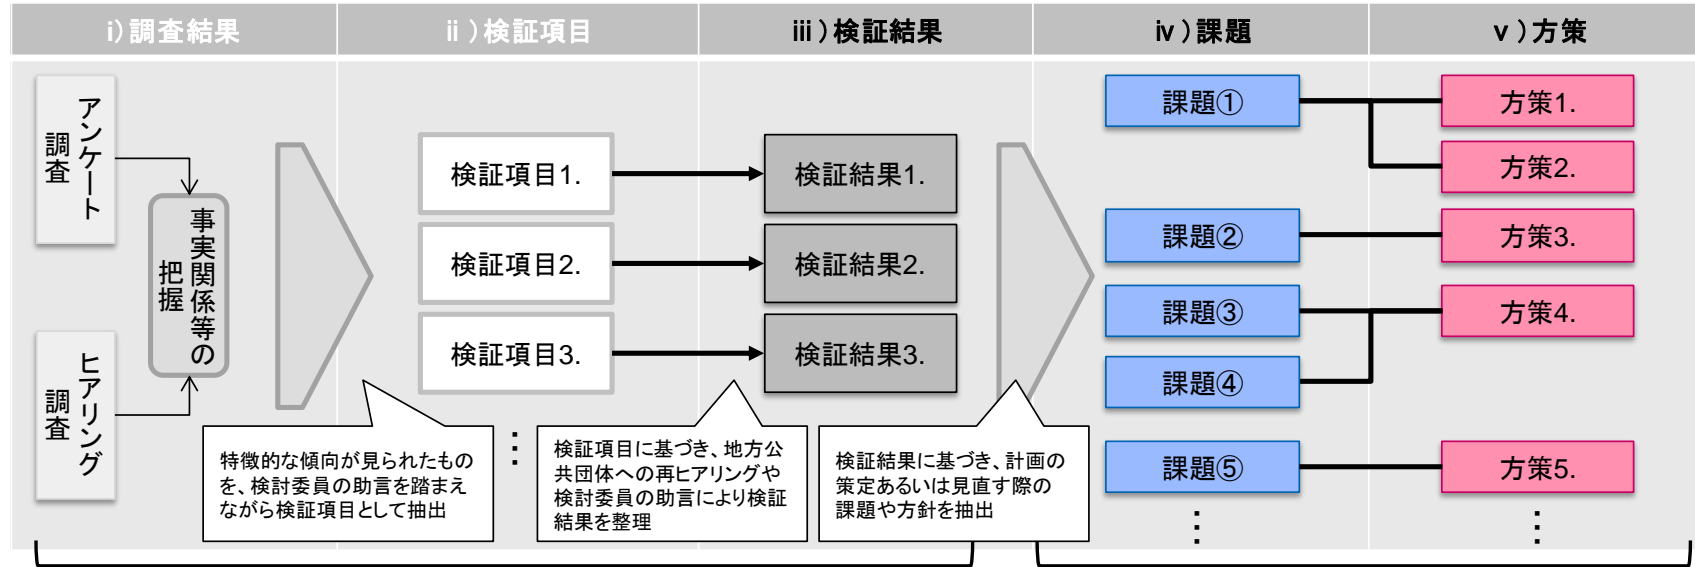 i)調査結果
ii)検証項目
iii)検証結果
iv)課題
v)方策
アンケート
調査
事実関係等の
把握
ヒアリング
調査
検証項目1.
検証項目2.
検証項目3.
⋮
検証結果1.
検証結果2.
検証結果3.
特徴的な傾向が見られたもの
を、検討委員の助言を踏まえ
ながら検証項目として抽出
検証項目に基づき、地方公
共団体への再ヒアリングや
検討委員の助言により検証
結果を整理
検証結果に基づき、計画の
策定あるいは見直す際の
課題や方針を抽出
課題①
課題②
課題③
課題④
課題⑤
⋮
方策1.
方策2.
方策3.
方策4.
方策5.
⋮